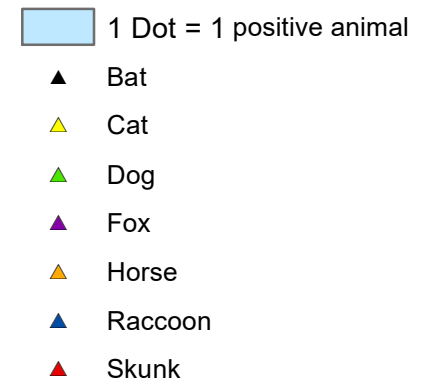 1 Dot = 1 positive animal
Bat
Cat
Dog
Fox
Horse
Raccoon
Skunk